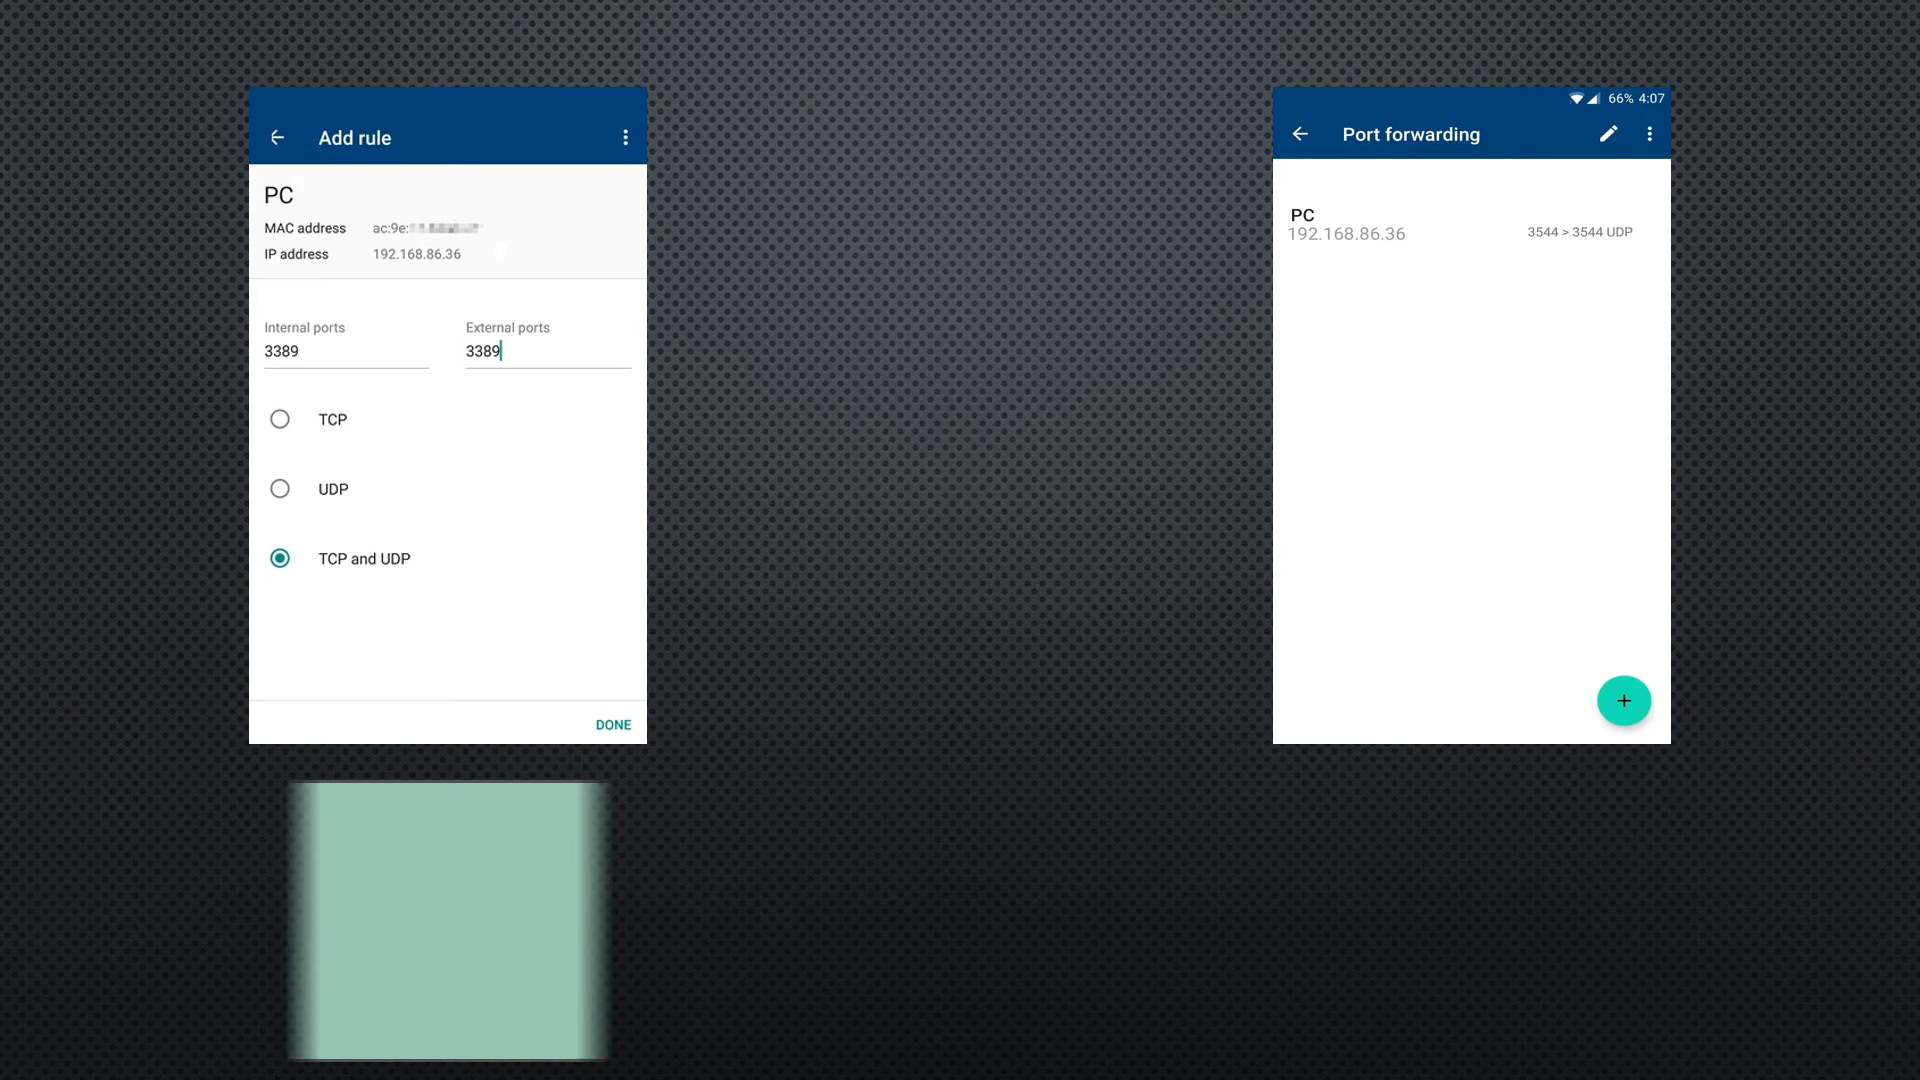 Add rule
PC
MAC address ac:9e:
IP address 192.168.86.36
Internal ports External ports
3389 3389
TCP
UDP
TCP and UDP
DONE
66% 4:07
Port forwarding
PC
192.168.86.36 3544 > 3544 UDP